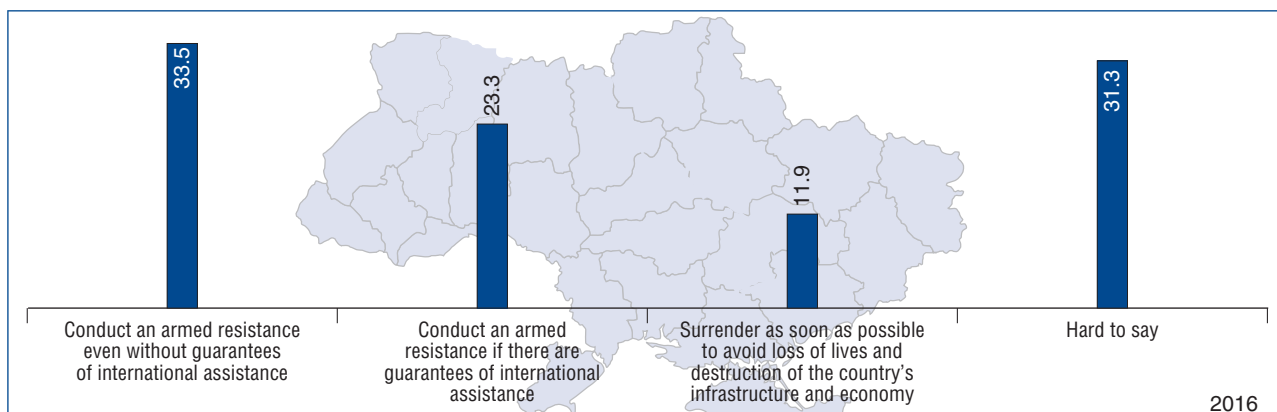 33.5
23.3
11.9
31.3
Conduct an armed resistance
even without guarantees
of international assistance
Conduct an armed
resistance if there are
guarantees of international
assistance
Surrender as soon as possible
to avoid loss of lives and
destruction of the country’s
infrastructure and economy
Hard to say
2016